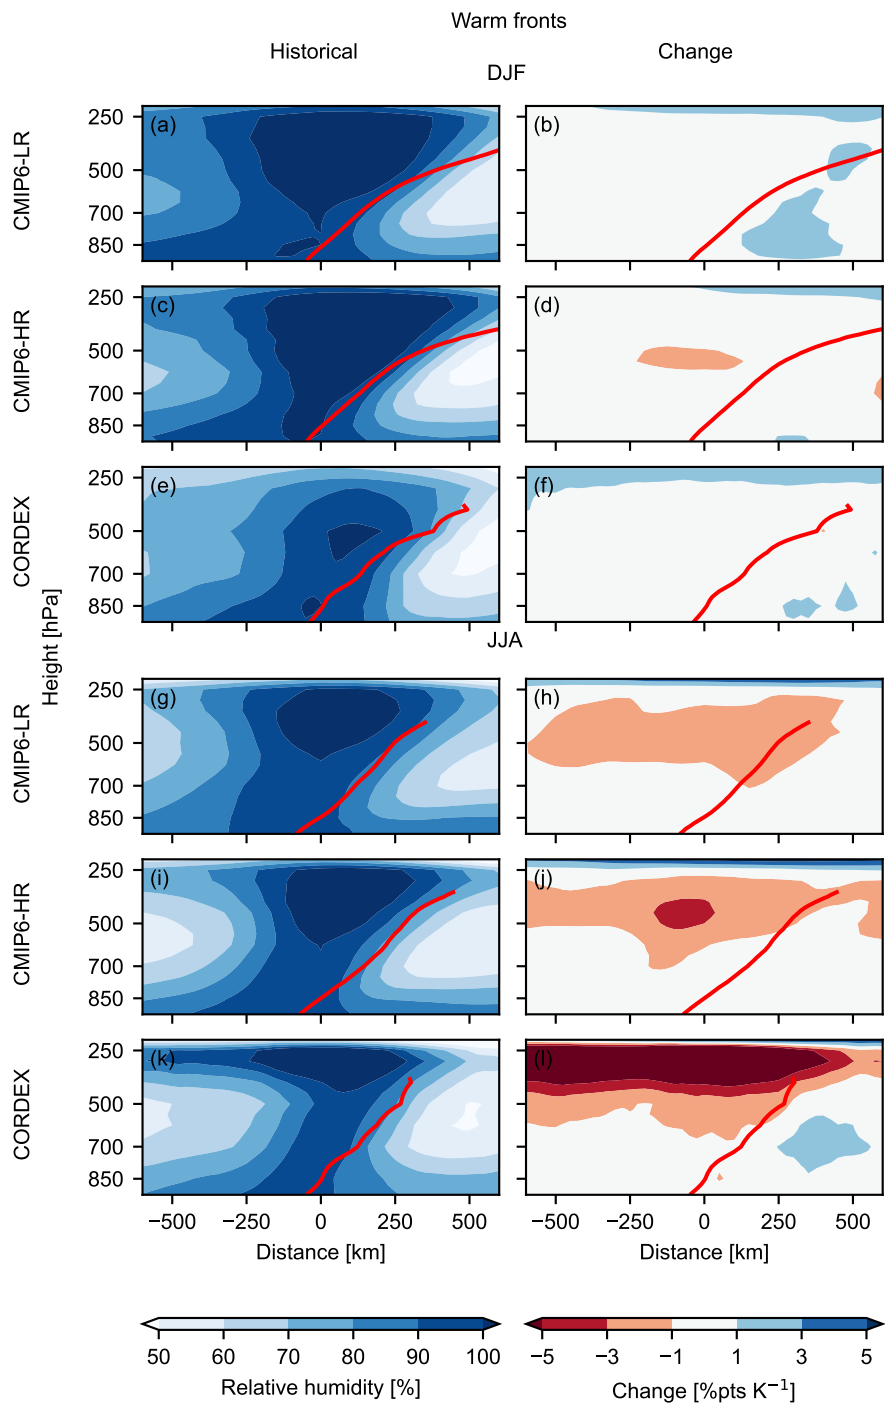 Warm fronts
Historical
Change
DJF
CMIP6-LR
250
500
700
850
(a)
(b)
CMIP6-HR
250
500
700
850
(c)
(d)
CORDEX
250
500
700
850
(e)
(f)
Height [hPa]
JJA
CMIP6-LR
250
500
700
850
(g)
(h)
CMIP6-HR
250
500
700
850
(i)
(j)
CORDEX
250
500
700
850
(k)
(l)
−500 −250 0 250 500
−500 −250 0 250 500
Distance [km]
Distance [km]
50 60 70 80 90 100
−5 −3 −1 1 3 5
Relative humidity [%]
Change [%pts K⁻¹]